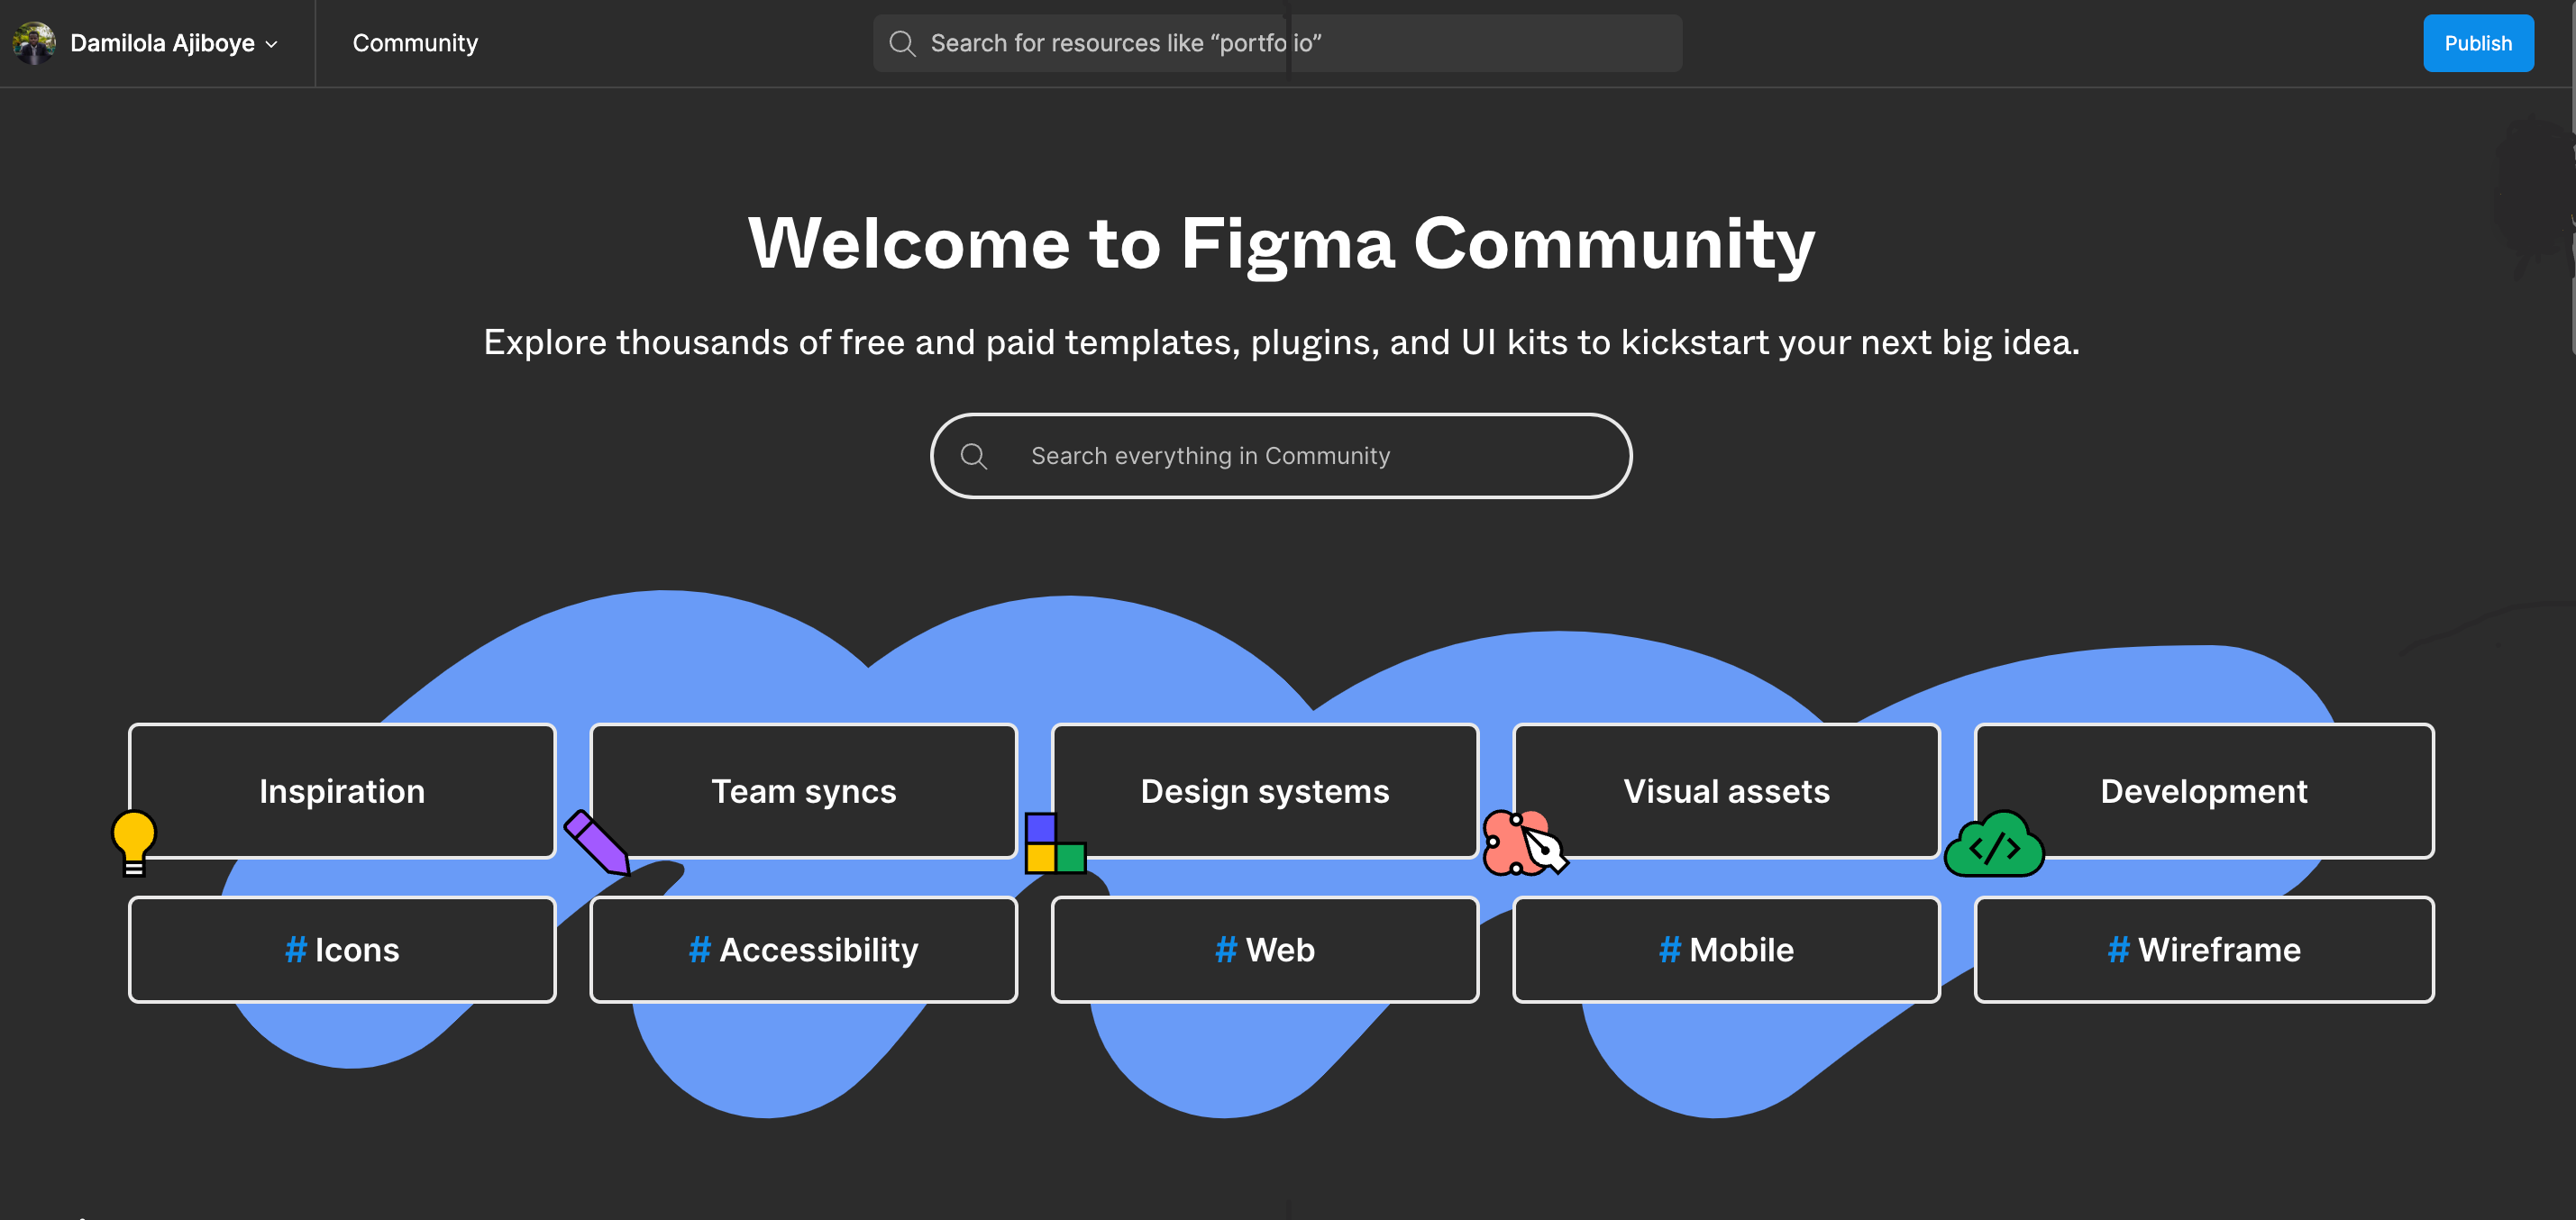 Damilola Ajiboye
Community
Search for resources like “portfo io”
Publish
Welcome to Figma Community
Explore thousands of free and paid templates, plugins, and UI kits to kickstart your next big idea.
Search everything in Community
Inspiration
Team syncs
Design systems
Visual assets
Development
# Icons
# Accessibility
# Web
# Mobile
# Wireframe